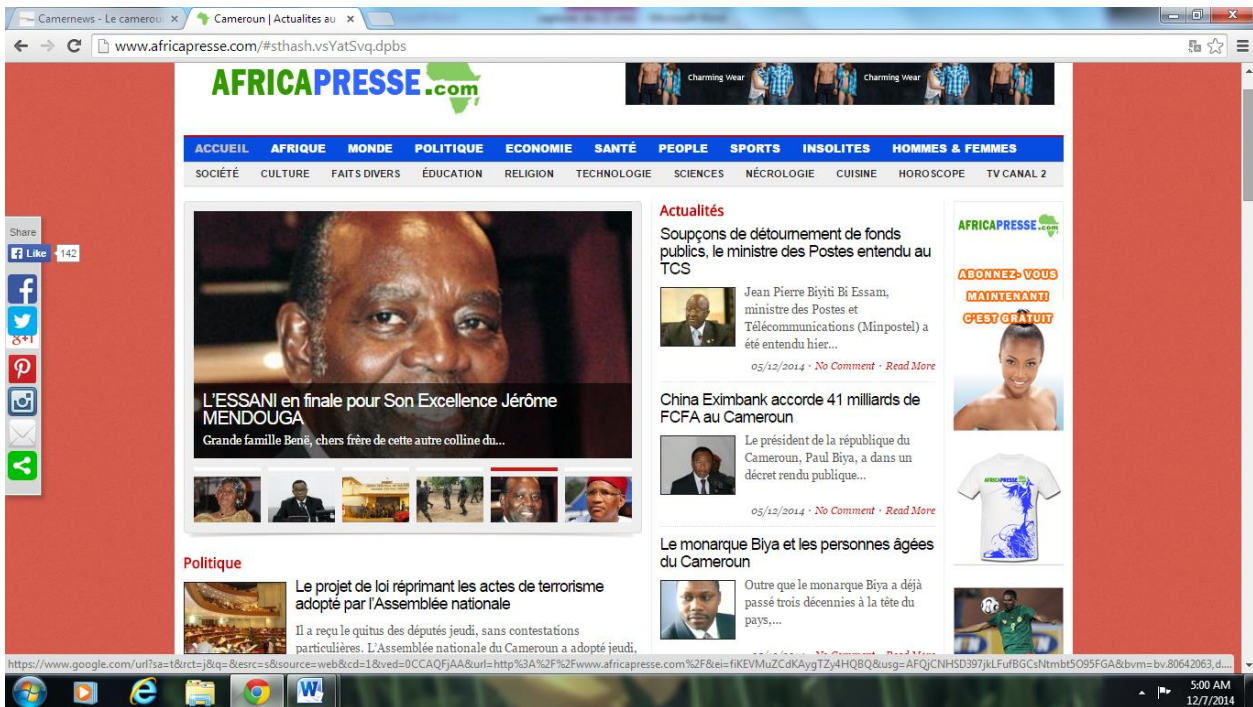 Camernews - Le camerou
Cameroun | Actualites au
www.africapresse.com/#sthash.vsYatSvq.dpbs
AFRICAPRESSE.com
Charming Wear
Charming Wear
ACCUEIL AFRIQUE MONDE POLITIQUE ECONOMIE SANTÉ PEOPLE SPORTS INSOLITES HOMMES & FEMMES
SOCIÉTÉ CULTURE FAITS DIVERS ÉDUCATION RELIGION TECHNOLOGIE SCIENCES NÉCROLOGIE CUISINE HOROSCOPE TV CANAL 2
Share
Like 142
g+1
L'ESSANI en finale pour Son Excellence Jérôme
MENDOUGA
Grande famille Benë, chers frère de cette autre colline du...
Politique
Le projet de loi réprimant les actes de terrorisme
adopté par l'Assemblée nationale
Il a reçu le quitus des députés jeudi, sans contestations
particulières. L'Assemblée nationale du Cameroun a adopté jeudi,
Actualités
Soupçons de détournement de fonds
publics, le ministre des Postes entendu au
TCS
Jean Pierre Biyiti Bi Essam,
ministre des Postes et
Télécommunications (Minpostel) a
été entendu hier...
05/12/2014 · No Comment · Read More
China Eximbank accorde 41 milliards de
FCFA au Cameroun
Le président de la république du
Cameroun, Paul Biya, a dans un
décret rendu publique...
05/12/2014 · No Comment · Read More
Le monarque Biya et les personnes âgées
du Cameroun
Outre que le monarque Biya a déjà
passé trois décennies à la tête du
pays,...
AFRICAPRESSE.com
ABONNEZ- VOUS
MAINTENANT!
C'EST GRATUIT
AFRICAPRESSE
5:00 AM
12/7/2014